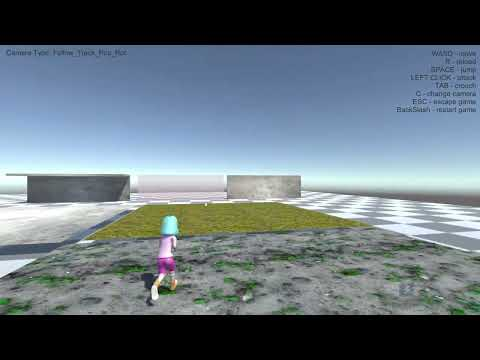 Camera Type: Follow_Track_Pos_Rot
WASD - move
R - reload
SPACE - jump
LEFT CLICK - attack
TAB - crouch
C - change camera
ESC - escape game
BackSlash - restart game